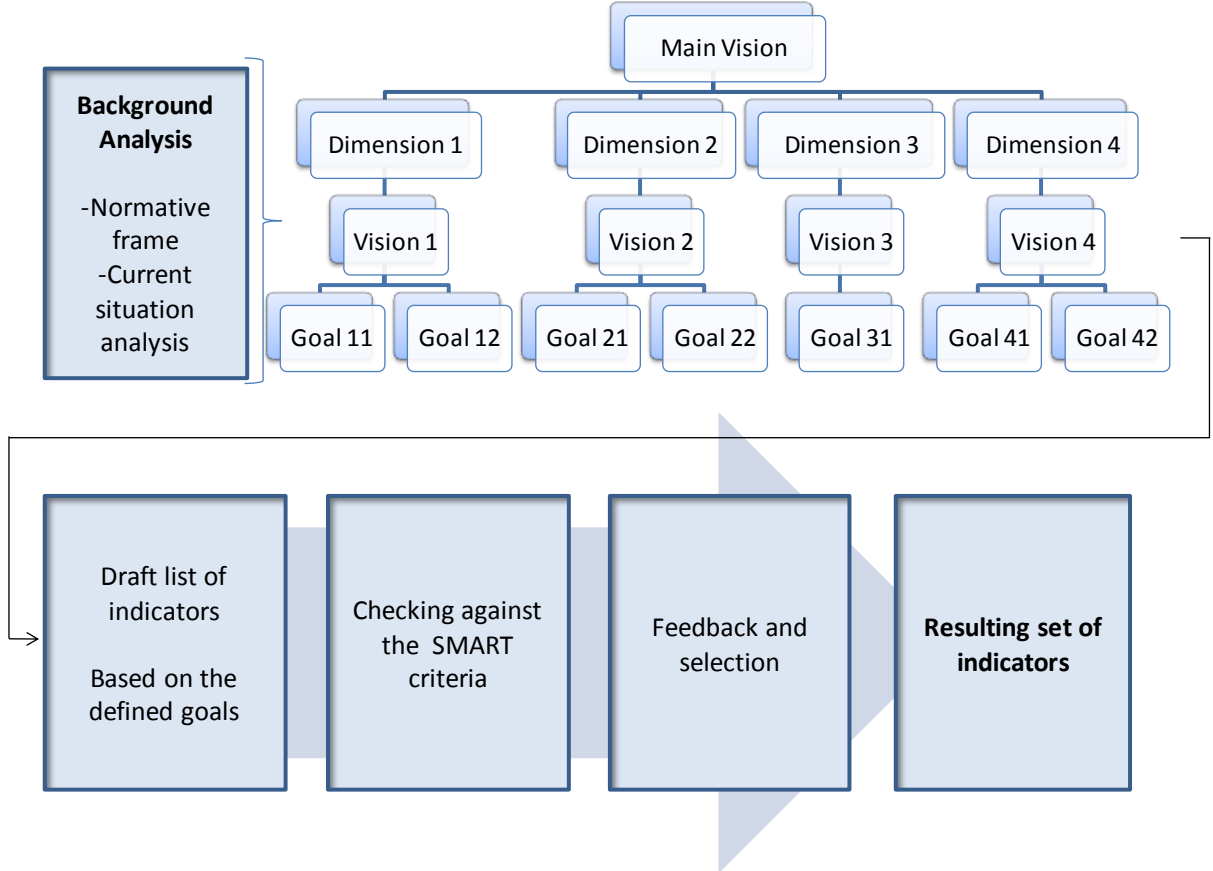 Main Vision
Background
Analysis
-Normative
frame
-Current
situation
analysis
Dimension 1
Dimension 2
Dimension 3
Dimension 4
Vision 1
Vision 2
Vision 3
Vision 4
Goal 11
Goal 12
Goal 21
Goal 22
Goal 31
Goal 41
Goal 42
Draft list of
indicators
Based on the
defined goals
Checking against
the SMART
criteria
Feedback and
selection
Resulting set of
indicators